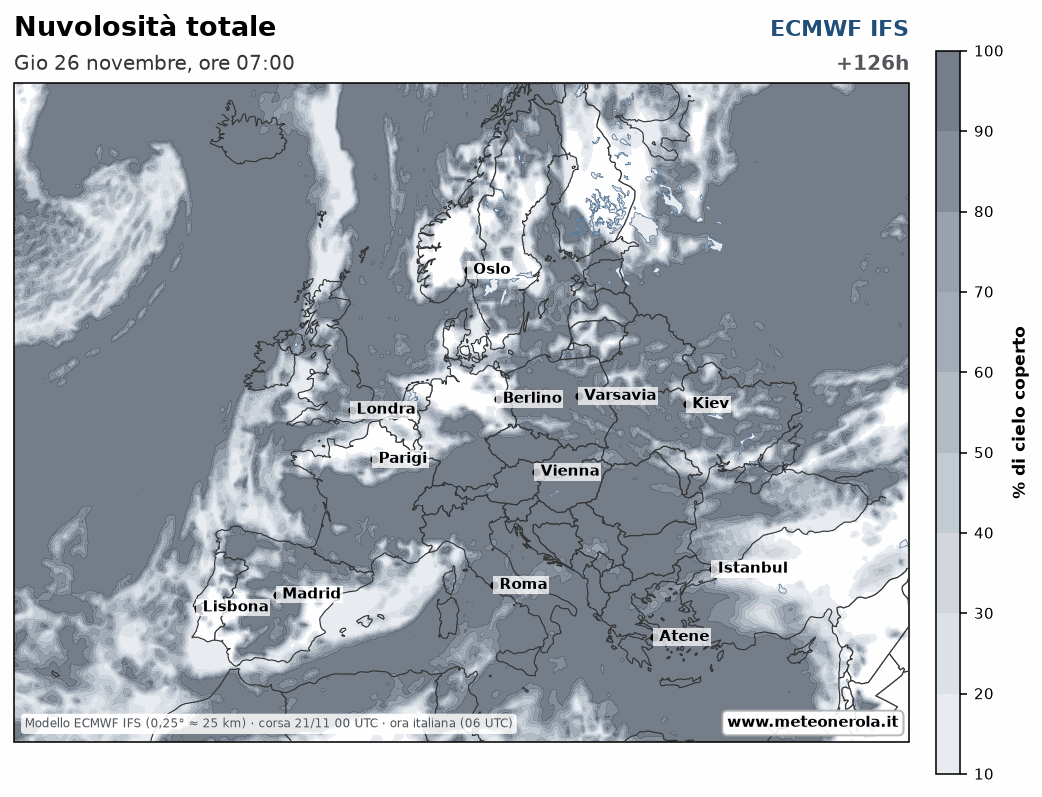 Nuvolosità totale
ECMWF IFS
Gio 26 novembre, ore 07:00
+126h
100
90
80
70
60
50
40
30
20
10
% di cielo coperto
Oslo
Berlino
Varsavia
Kiev
Londra
Parigi
Vienna
Istanbul
Roma
Madrid
Lisbona
Atene
Modello ECMWF IFS (0,25° ≈ 25 km) · corsa 21/11 00 UTC · ora italiana (06 UTC)
www.meteonerola.it